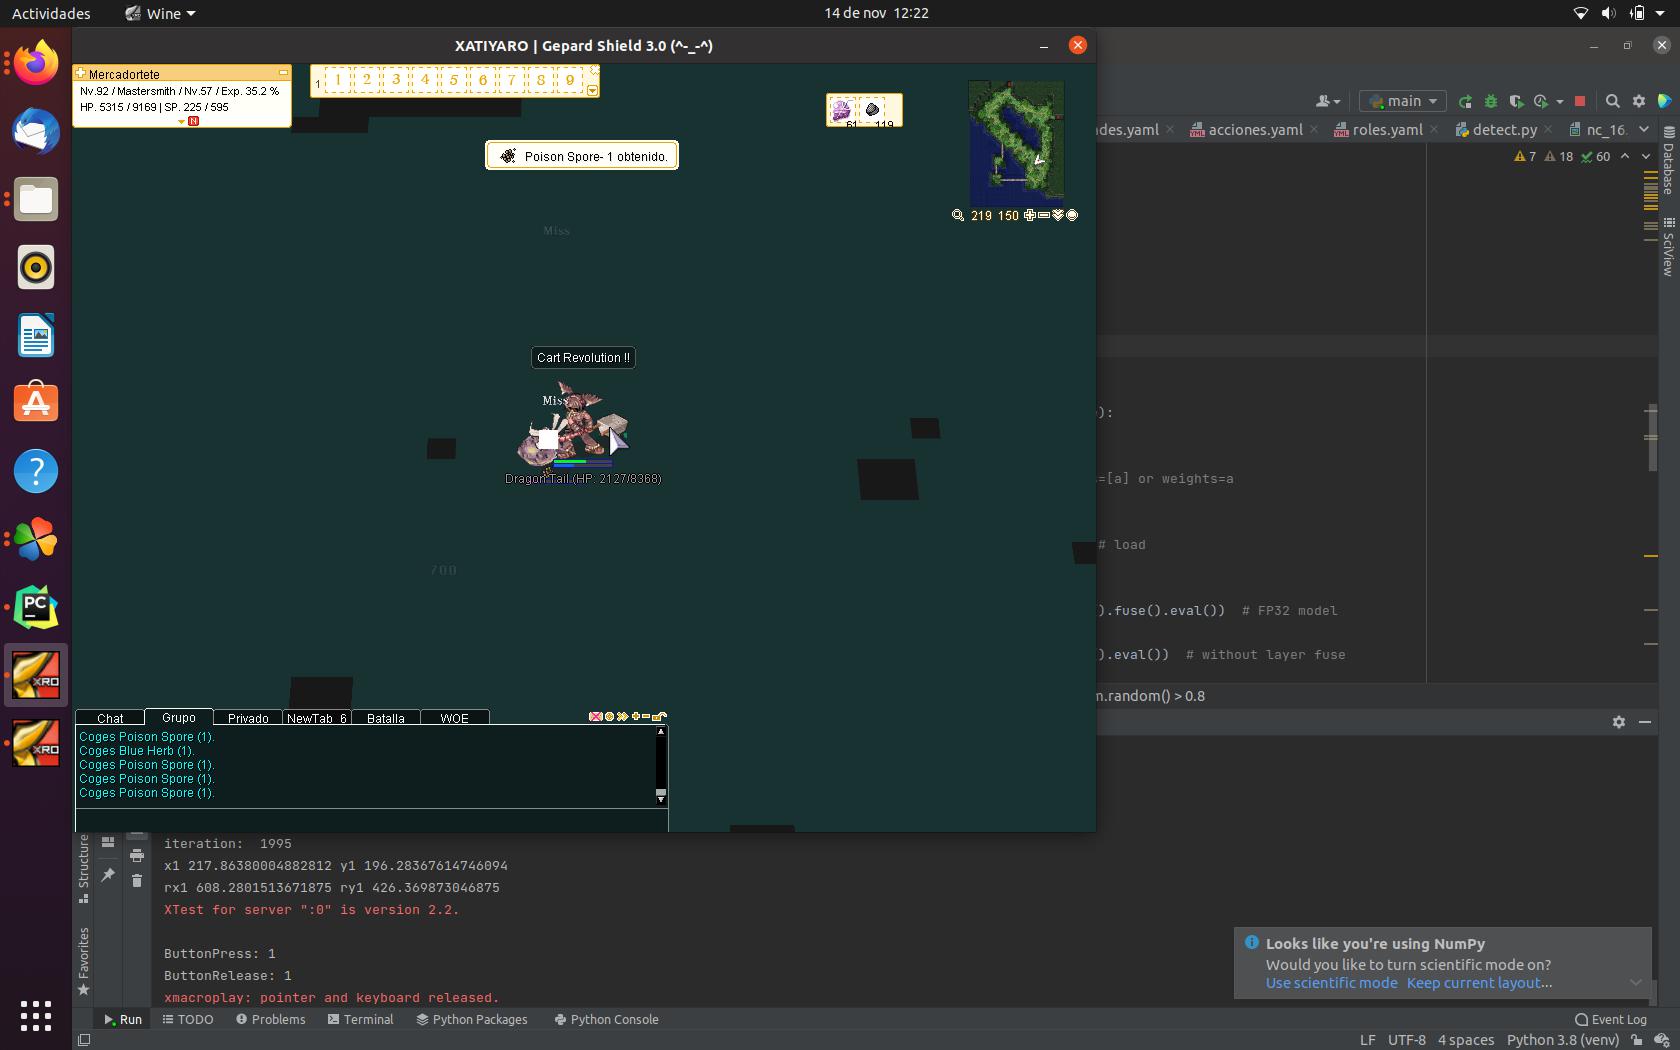 Actividades
Wine
14 de nov 12:22
XATIYARO | Gepard Shield 3.0 (^-_-^)
Mercadortete
Nv.92 / Mastersmith / Nv.57 / Exp. 35.2 %
HP. 5315 / 9169 | SP. 225 / 595
N
1
1 2 3 4 5 6 7 8 9
61 119
Poison Spore- 1 obtenido.
219 150
main
des.yaml
acciones.yaml
roles.yaml
detect.py
nc_16.
7 18 60
Database
SciView
Miss
Cart Revolution !!
Miss
Dragon Tail (HP. 2127/8368)
700
):
=[a] or weights=a
# load
).fuse().eval()) # FP32 model
).eval()) # without layer fuse
m.random() > 0.8
Chat Grupo Privado NewTab_6 Batalla WOE
Coges Poison Spore (1).
Coges Blue Herb (1).
Coges Poison Spore (1).
Coges Poison Spore (1).
Coges Poison Spore (1).
XRO
XRO
PC
Structure
Favorites
iteration: 1995
x1 217.86380004882812 y1 196.28367614746094
rx1 608.2801513671875 ry1 426.369873046875
XTest for server ":0" is version 2.2.
ButtonPress: 1
ButtonRelease: 1
xmacroplay: pointer and keyboard released.
Looks like you're using NumPy
Would you like to turn scientific mode on?
Use scientific mode Keep current layout...
Run TODO Problems Terminal Python Packages Python Console
Event Log
LF UTF-8 4 spaces Python 3.8 (venv)